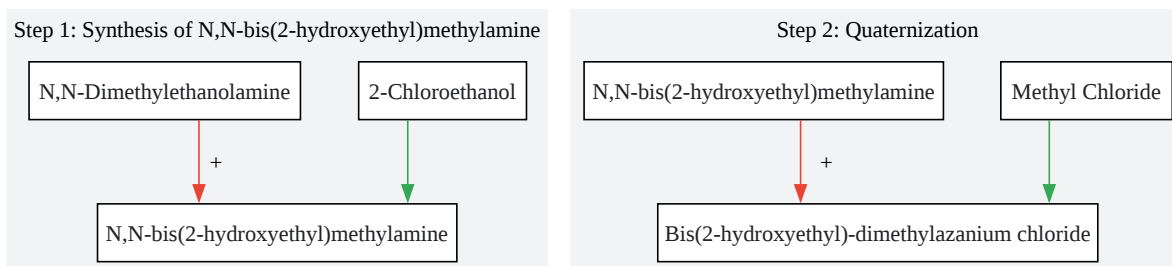 Step 1: Synthesis of N,N-bis(2-hydroxyethyl)methylamine
N,N-Dimethylethanolamine
2-Chloroethanol
+
N,N-bis(2-hydroxyethyl)methylamine
Step 2: Quaternization
N,N-bis(2-hydroxyethyl)methylamine
Methyl Chloride
+
Bis(2-hydroxyethyl)-dimethylazanium chloride